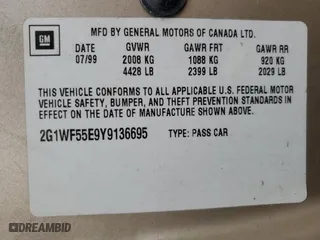 GM
MFD BY GENERAL MOTORS OF CANADA LTD.
DATE GVWR GAWR FRT GAWR RR
07/99 2008 KG 1088 KG 920 KG
4428 LB 2399 LB 2029 LB
THIS VEHICLE CONFORMS TO ALL APPLICABLE U.S. FEDERAL MOTOR
VEHICLE SAFETY, BUMPER, AND THEFT PREVENTION STANDARDS IN
EFFECT ON THE DATE OF MANUFACTURE SHOWN ABOVE.
2G1WF55E9Y9136695 TYPE: PASS CAR
DREAMBID